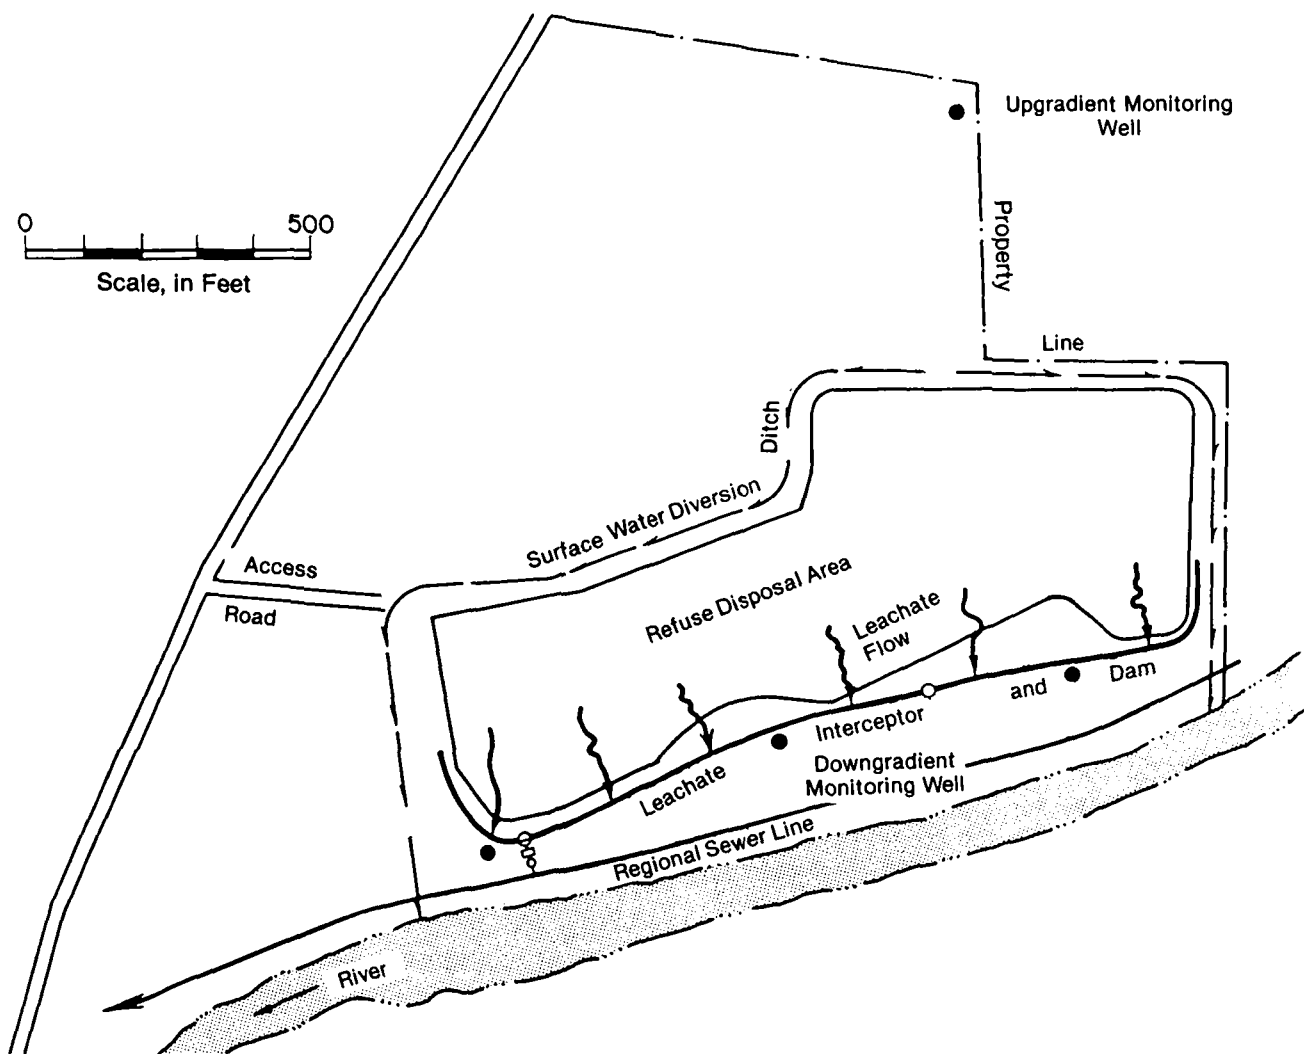 Upgradient Monitoring
Well
0 500
Scale, in Feet
Property
Line
Ditch
Surface Water Diversion
Access
Road
Refuse Disposal Area
Leachate
Flow
Leachate Interceptor and Dam
Downgradient
Monitoring Well
Regional Sewer Line
River